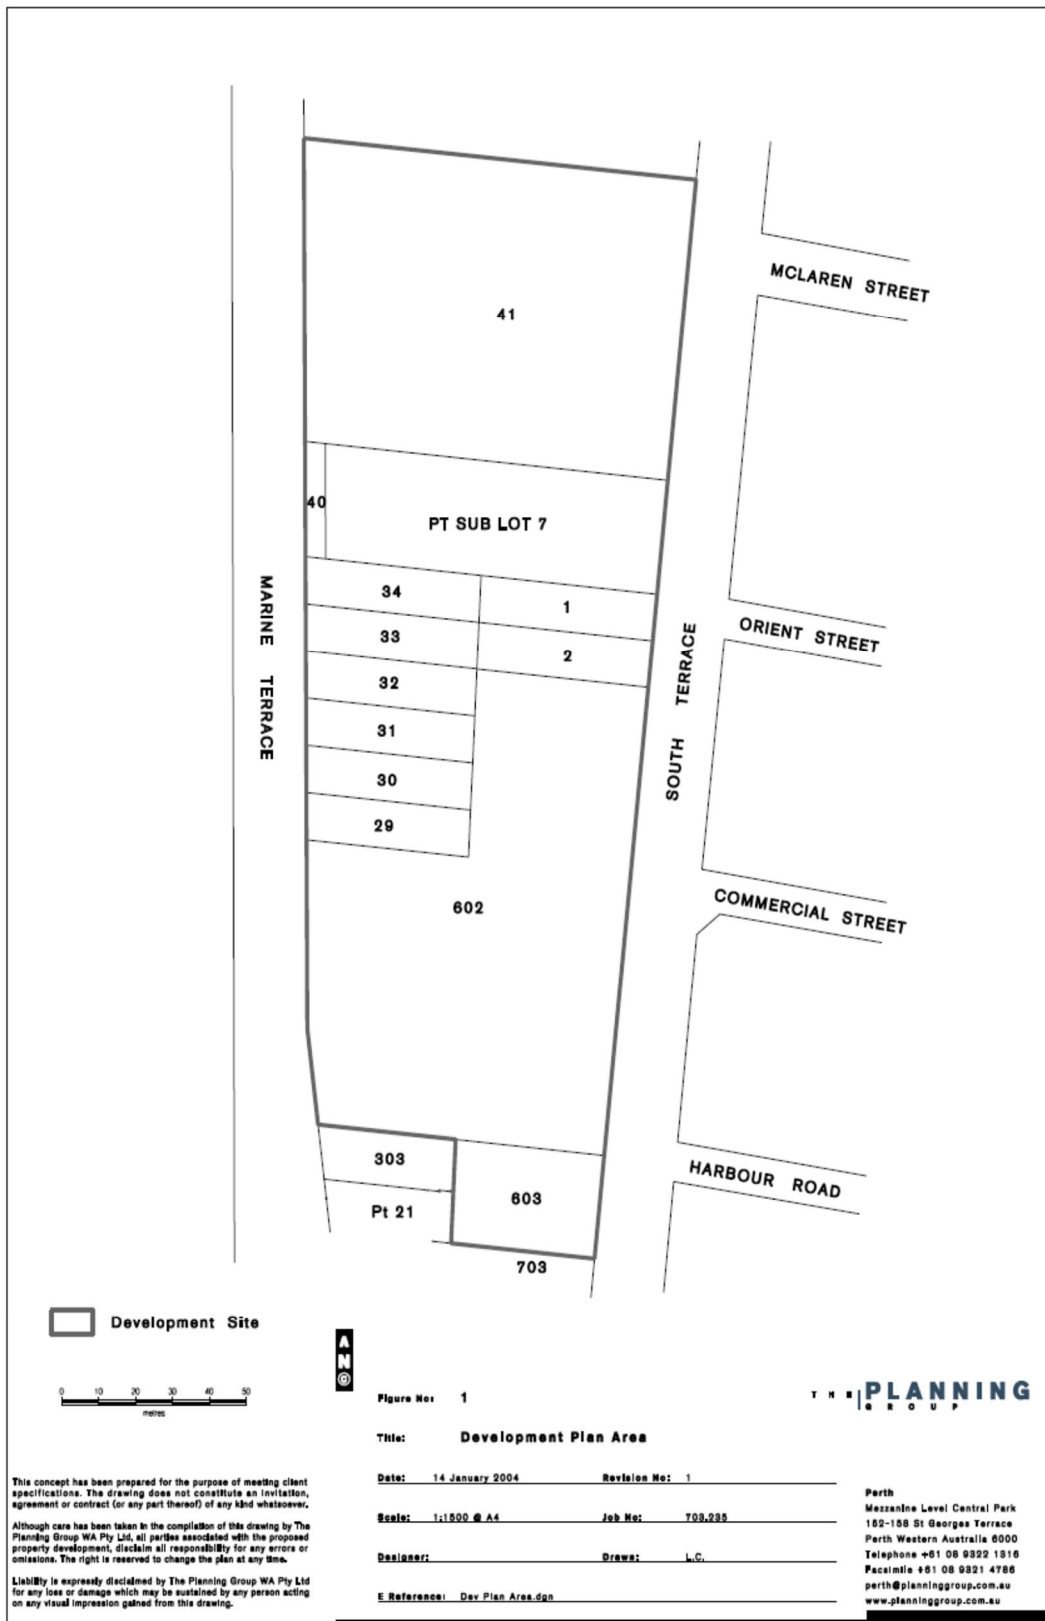 MCLAREN STREET
41
40
PT SUB LOT 7
MARINE TERRACE
34
1
33
2
32
31
30
29
ORIENT STREET
SOUTH TERRACE
602
COMMERCIAL STREET
303
603
Pt 21
703
HARBOUR ROAD
Development Site
0 10 20 30 40 50
metres
A
N
©
Figure No: 1
Title: Development Plan Area
Date: 14 January 2004 Revision No: 1
Scale: 1:1500 @ A4 Job No: 703.235
Designer: Drawn: L.C.
E Reference: Dev Plan Area.dgn
THE PLANNING
GROUP
Perth
Mezzanine Level Central Park
152-158 St Georges Terrace
Perth Western Australia 6000
Telephone +61 08 9322 1316
Facsimile +61 08 9321 4786
perth@planninggroup.com.au
www.planninggroup.com.au
This concept has been prepared for the purpose of meeting client
specifications. The drawing does not constitute an invitation,
agreement or contract (or any part thereof) of any kind whatsoever.
Although care has been taken in the compilation of this drawing by The
Planning Group WA Pty Ltd, all parties associated with the proposed
property development, disclaim all responsibility for any errors or
omissions. The right is reserved to change the plan at any time.
Liability is expressly disclaimed by The Planning Group WA Pty Ltd
for any loss or damage which may be sustained by any person acting
on any visual impression gained from this drawing.